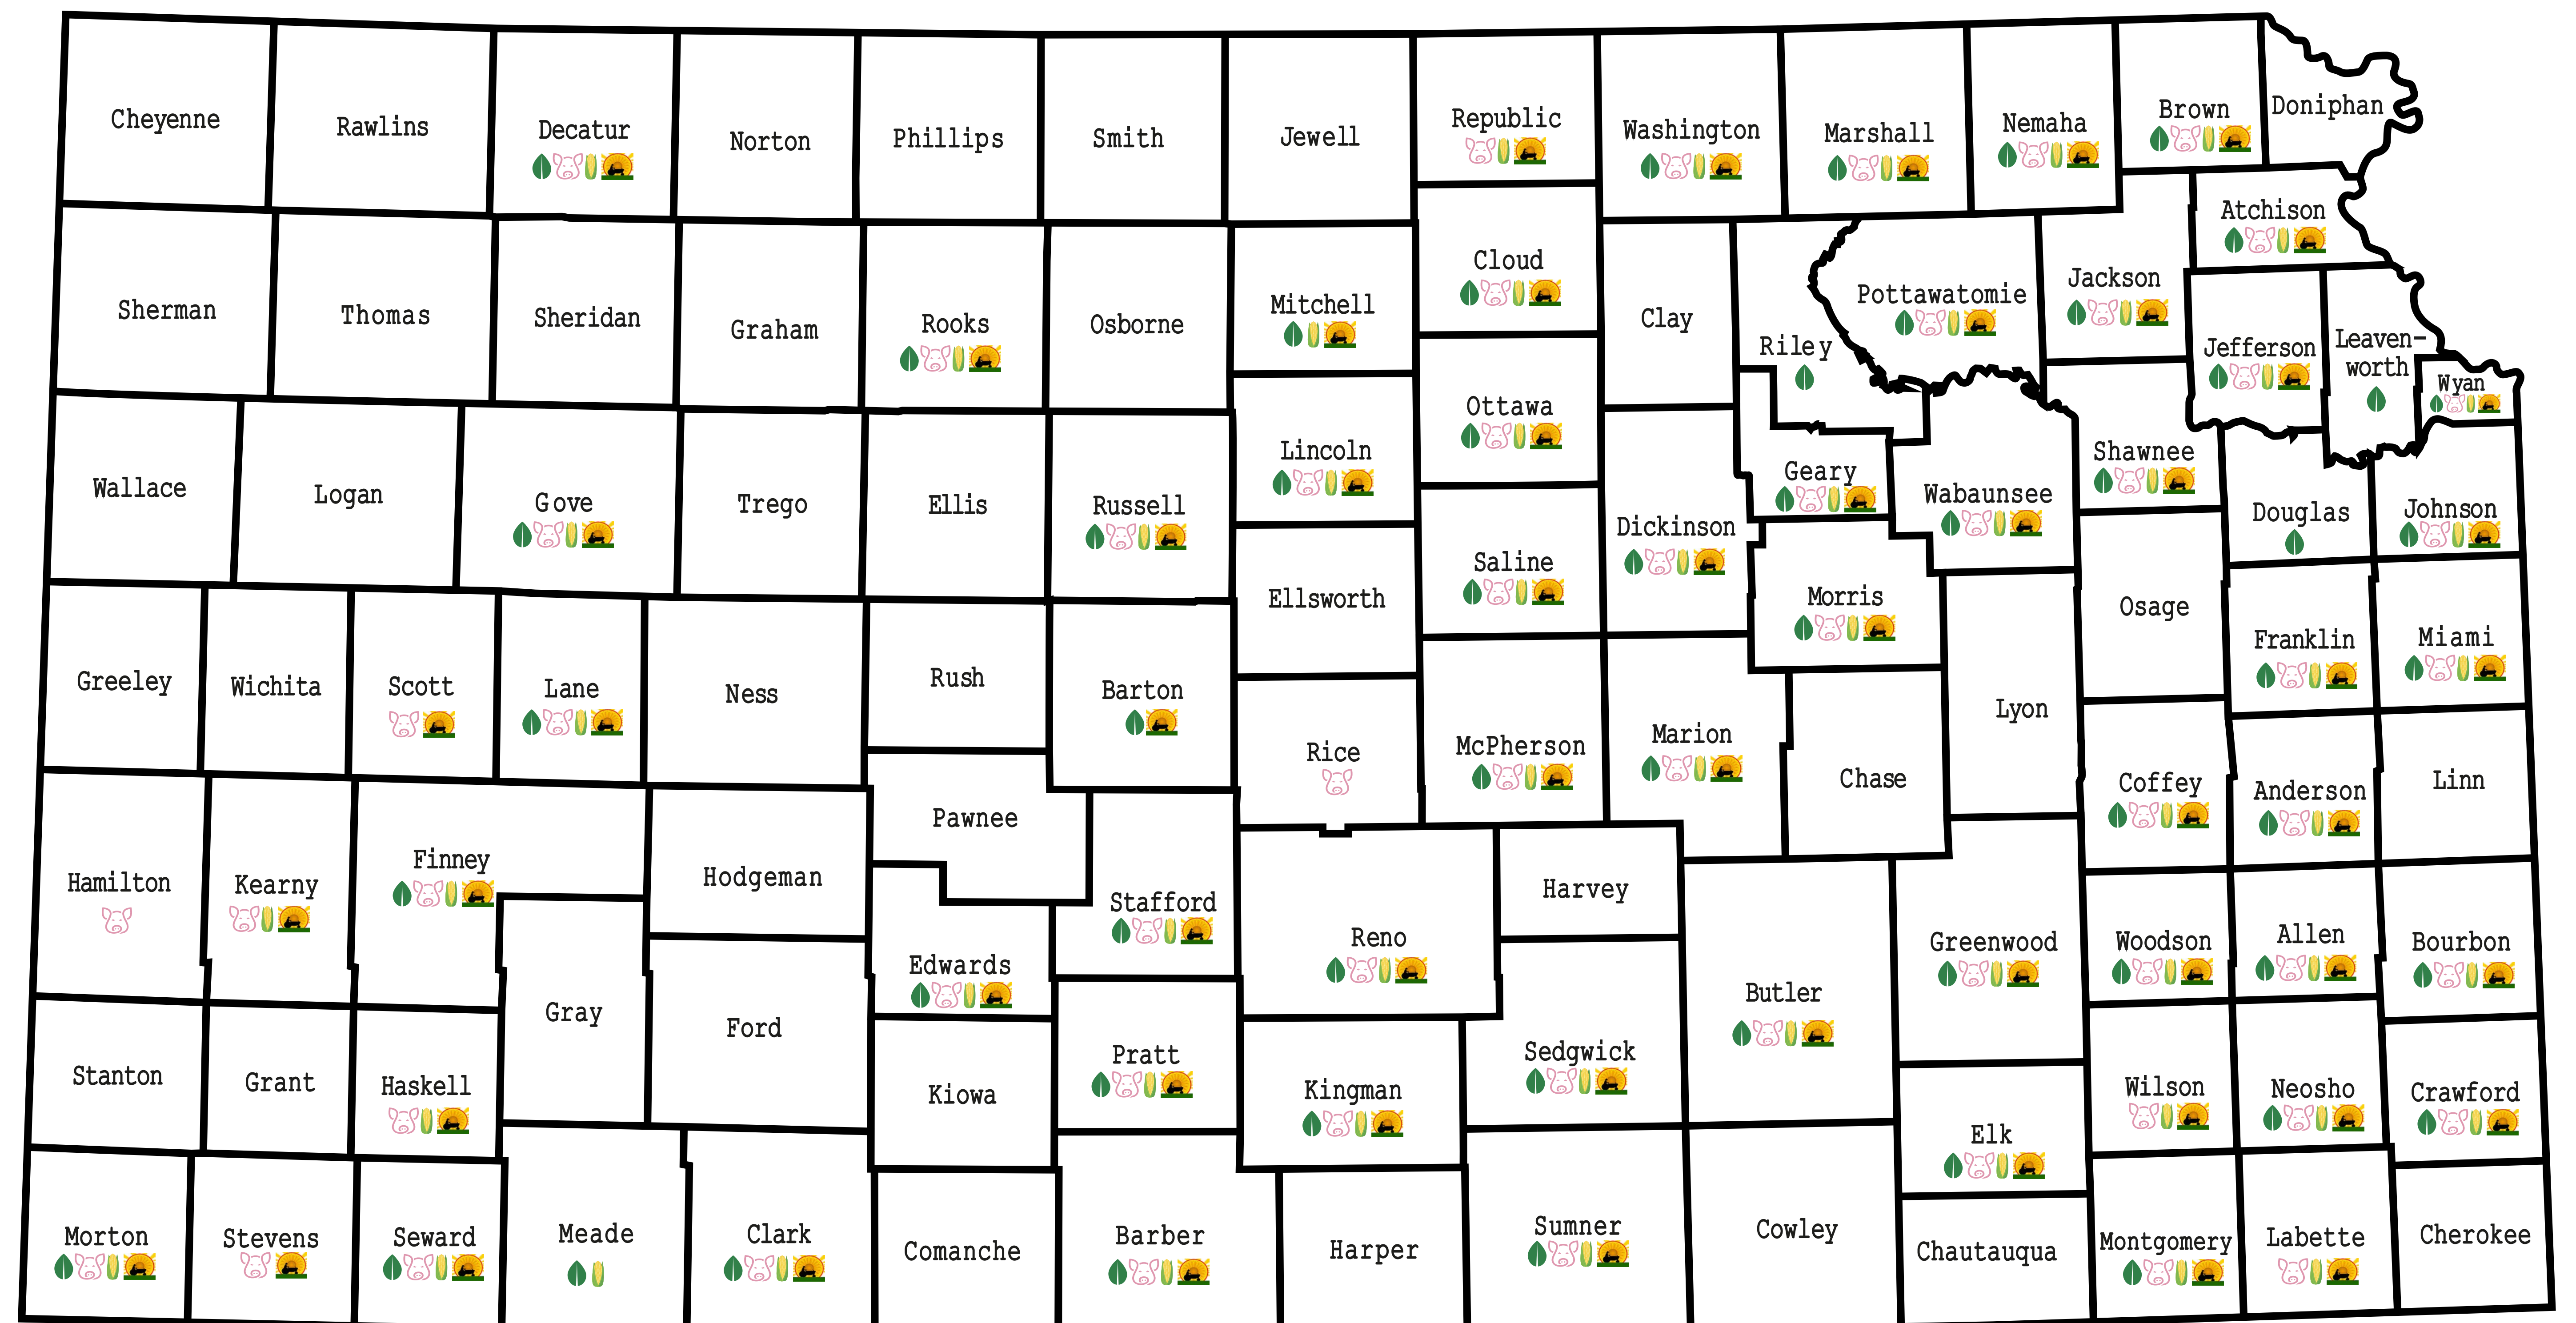 Cheyenne
Rawlins
Decatur
Norton
Phillips
Smith
Jewell
Republic
Washington
Marshall
Nemaha
Brown
Doniphan
Atchison
Sherman
Thomas
Sheridan
Graham
Rooks
Osborne
Mitchell
Cloud
Clay
Riley
Pottawatomie
Jackson
Jefferson
Leaven-
worth
Wyan
Wallace
Logan
Gove
Trego
Ellis
Russell
Lincoln
Ottawa
Dickinson
Geary
Wabaunsee
Shawnee
Douglas
Johnson
Ellsworth
Saline
Morris
Osage
Franklin
Miami
Greeley
Wichita
Scott
Lane
Ness
Rush
Barton
Rice
McPherson
Marion
Chase
Lyon
Coffey
Anderson
Linn
Hamilton
Kearny
Finney
Hodgeman
Pawnee
Stafford
Edwards
Reno
Harvey
Butler
Greenwood
Woodson
Allen
Bourbon
Stanton
Grant
Haskell
Gray
Ford
Kiowa
Pratt
Kingman
Sedgwick
Elk
Wilson
Neosho
Crawford
Morton
Stevens
Seward
Meade
Clark
Comanche
Barber
Harper
Sumner
Cowley
Chautauqua
Montgomery
Labette
Cherokee